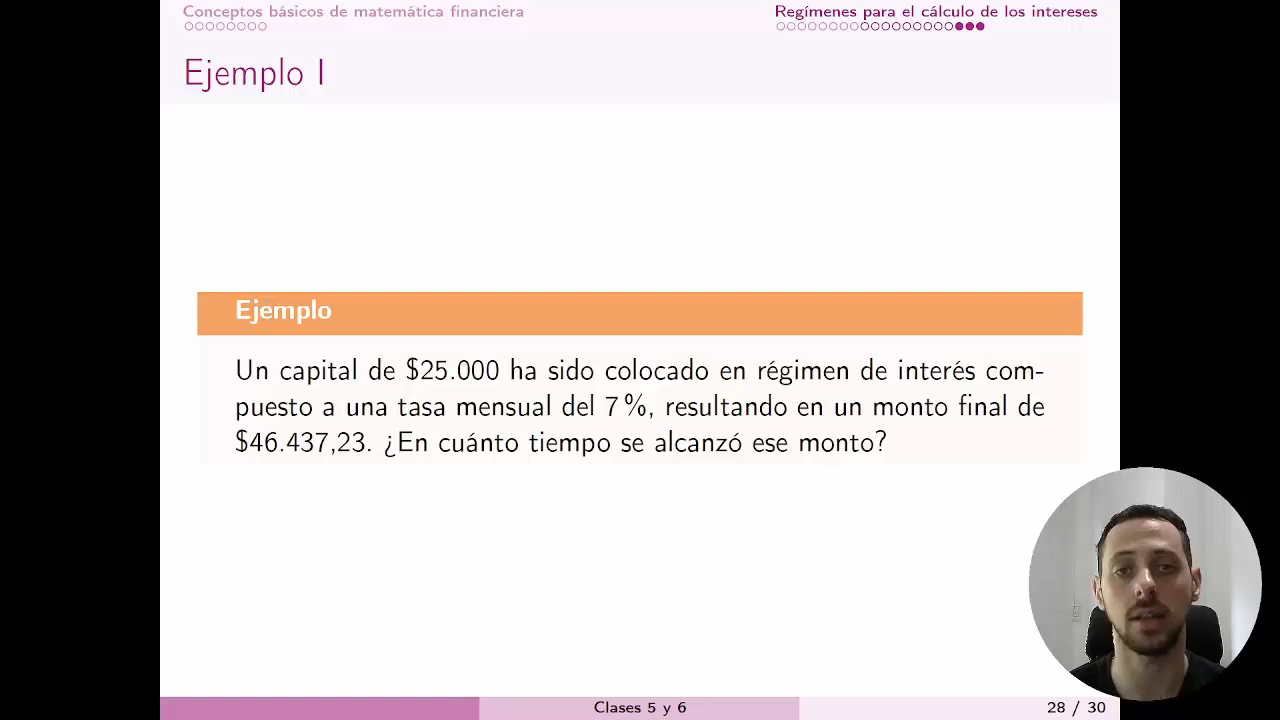 Conceptos básicos de matemática financiera
Regímenes para el cálculo de los intereses
Ejemplo I
Ejemplo
Un capital de $25.000 ha sido colocado en régimen de interés com-
puesto a una tasa mensual del 7 %, resultando en un monto final de
$46.437,23. ¿En cuánto tiempo se alcanzó ese monto?
Clases 5 y 6
28 / 30